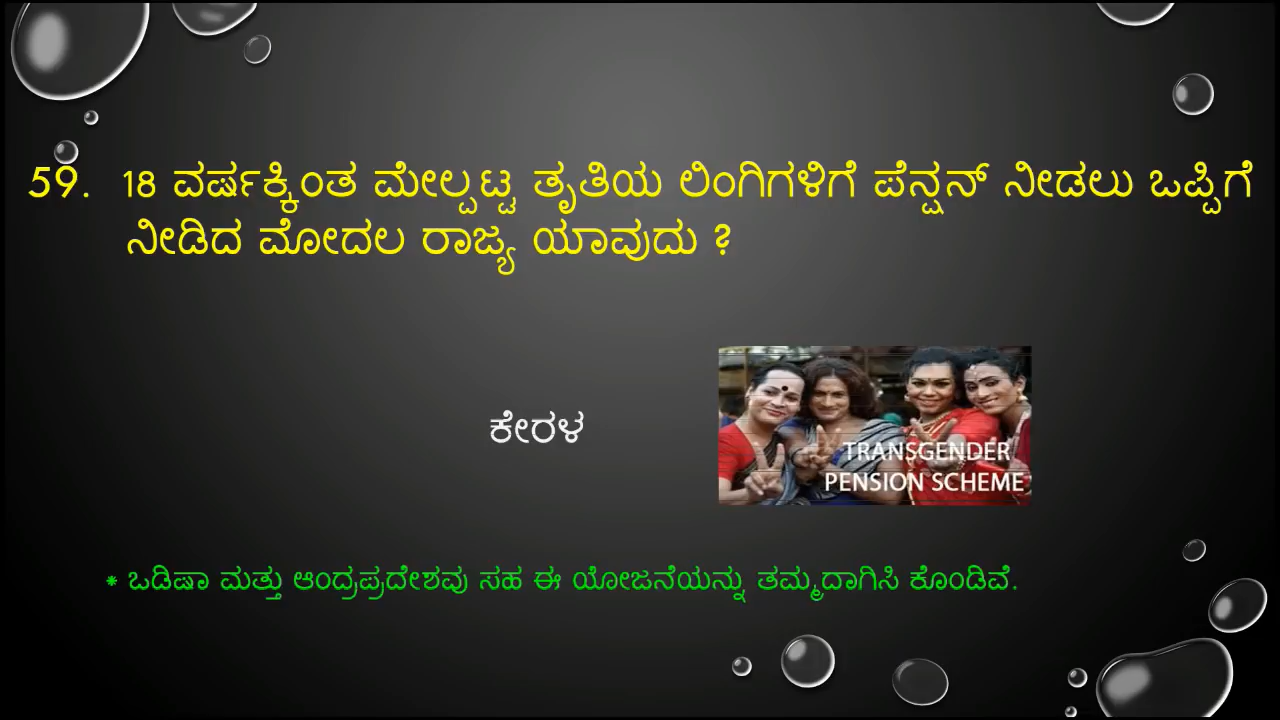 59. 18 ವರ್ಷಕ್ಕಿಂತ ಮೇಲ್ಪಟ್ಟ ತೃತಿಯ ಲಿಂಗಿಗಳಿಗೆ ಪೆನ್ಷನ್ ನೀಡಲು ಒಪ್ಪಿಗೆ
ನೀಡಿದ ಮೋದಲ ರಾಜ್ಯ ಯಾವುದು ?
ಕೇರಳ
TRANSGENDER
PENSION SCHEME
* ಒಡಿಷಾ ಮತ್ತು ಆಂದ್ರಪ್ರದೇಶವು ಸಹ ಈ ಯೋಜನೆಯನ್ನು ತಮ್ಮದಾಗಿಸಿ ಕೊಂಡಿವೆ.